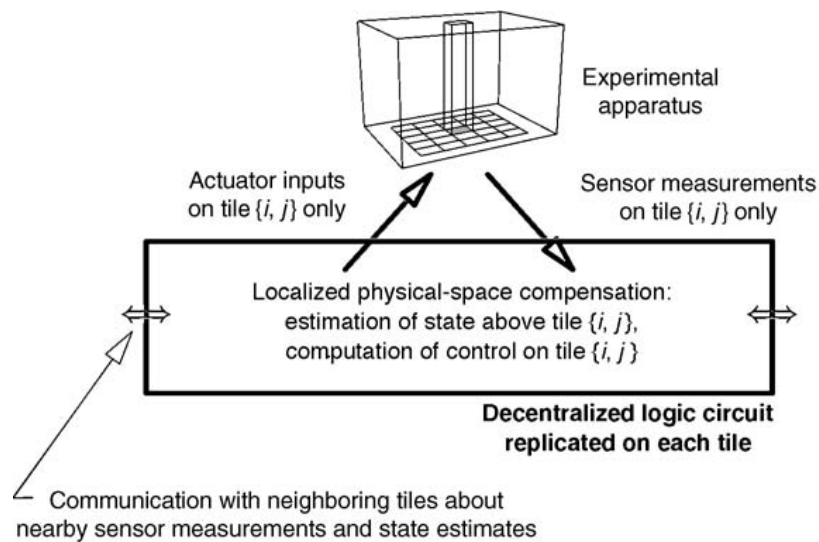 Experimental
apparatus
Actuator inputs
on tile {i, j} only
Sensor measurements
on tile {i, j} only
Localized physical-space compensation:
estimation of state above tile {i, j},
computation of control on tile {i, j }
Decentralized logic circuit
replicated on each tile
Communication with neighboring tiles about
nearby sensor measurements and state estimates